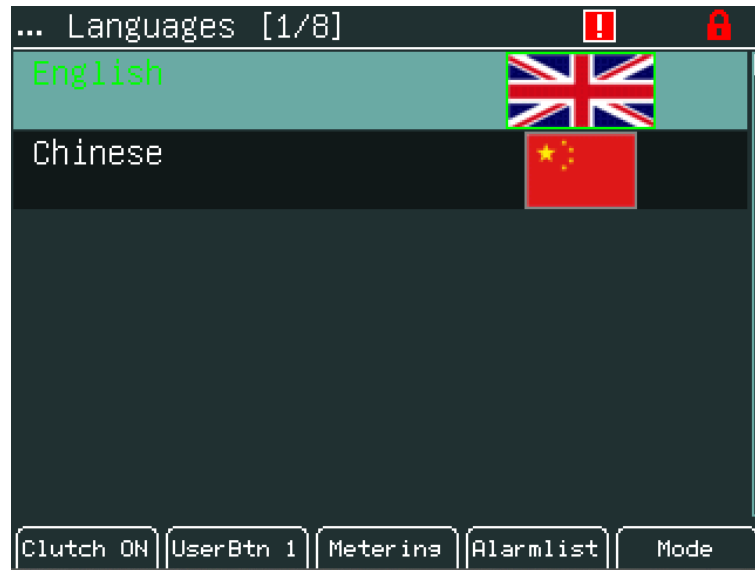 ... Languages [1/8] !
English
Chinese
Clutch ON UserBtn 1 Metering Alarmlist Mode